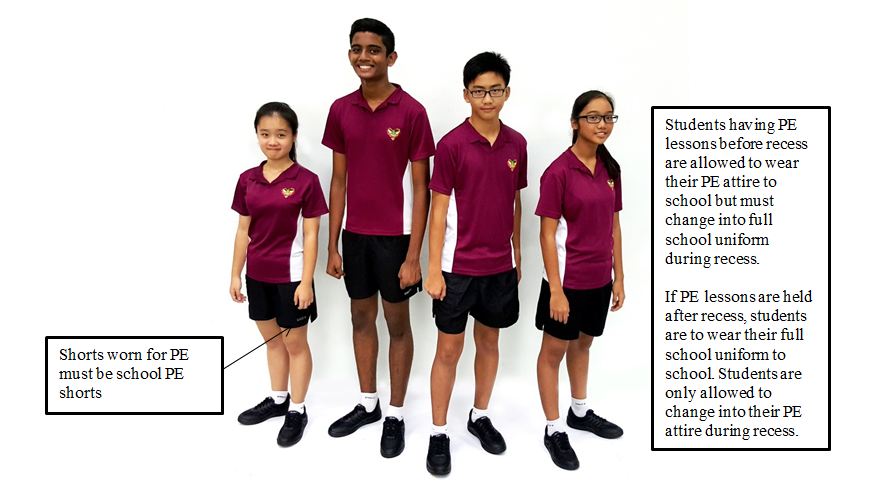 Students having PE
lessons before recess
are allowed to wear
their PE attire to
school but must
change into full
school uniform
during recess.
If PE lessons are held
after recess, students
are to wear their full
school uniform to
school. Students are
only allowed to
change into their PE
attire during recess.
Shorts worn for PE
must be school PE
shorts